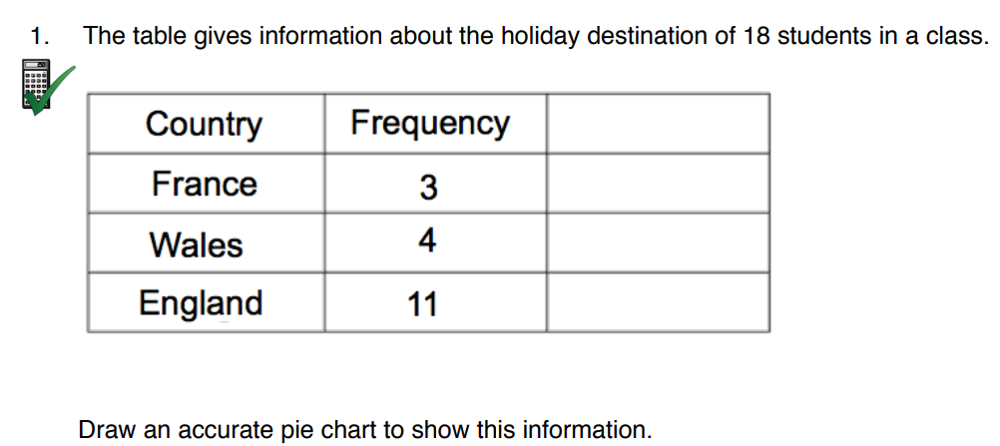 1. The table gives information about the holiday destination of 18 students in a class.
Country Frequency
France 3
Wales 4
England 11
Draw an accurate pie chart to show this information.